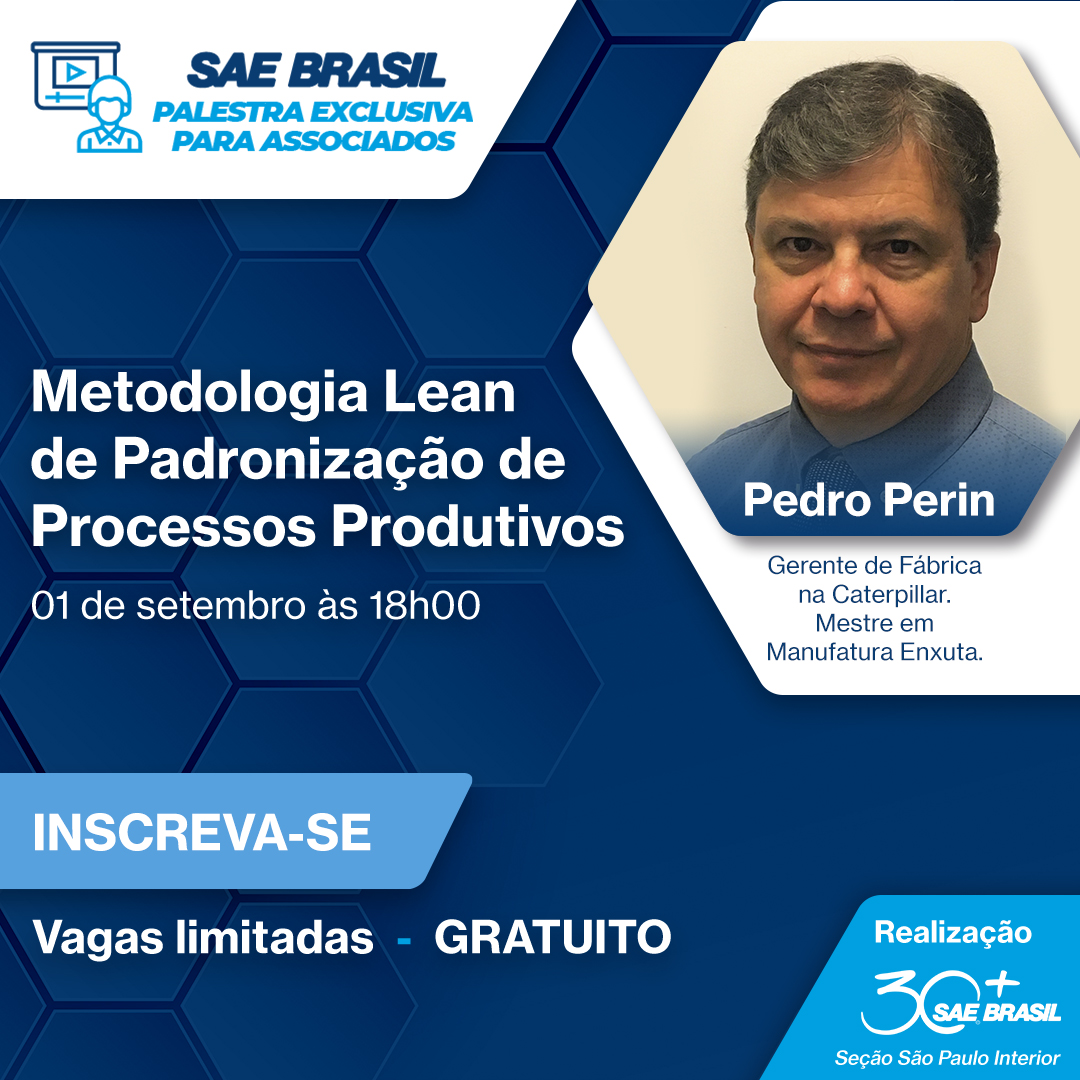 SAE BRASIL
PALESTRA EXCLUSIVA
PARA ASSOCIADOS
Metodologia Lean
de Padronização de
Processos Produtivos
01 de setembro às 18h00
Pedro Perin
Gerente de Fábrica
na Caterpillar.
Mestre em
Manufatura Enxuta.
INSCREVA-SE
Vagas limitadas - GRATUITO
Realização
30+
SAE BRASIL
Seção São Paulo Interior